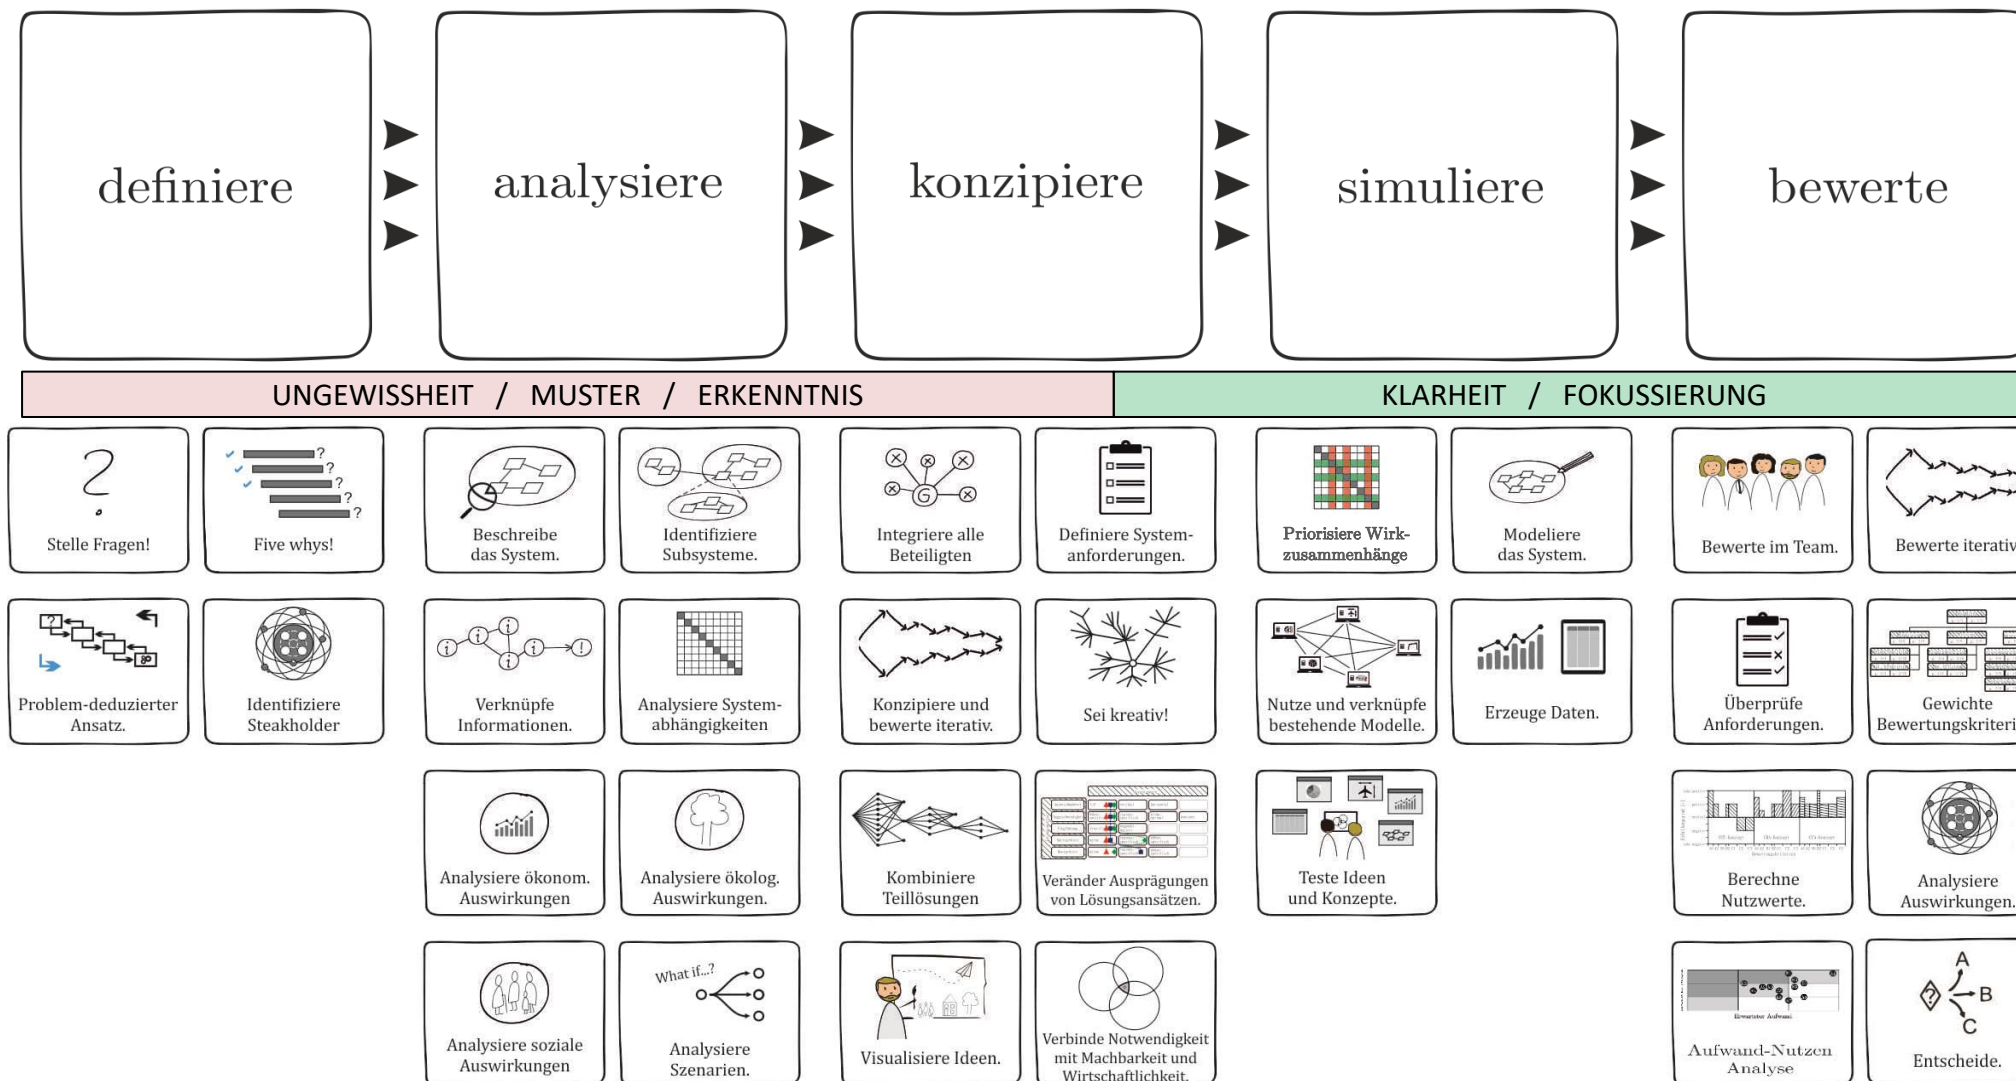 definiere
analysiere
konzipiere
simuliere
bewerte
UNGEWISSHEIT / MUSTER / ERKENNTNIS
KLARHEIT / FOKUSSIERUNG
?
Stelle Fragen!
?
?
?
?
?
Five whys!
Beschreibe
das System.
Identifiziere
Subsysteme.
G
Integriere alle
Beteiligten
Definiere System-
anforderungen.
Priorisiere Wirk-
zusammenhänge
Modeliere
das System.
Bewerte im Team.
Bewerte iterativ
?
Problem-deduzierter
Ansatz.
Identifiziere
Steakholder
i
i
i
i
i
!
Verknüpfe
Informationen.
Analysiere System-
abhängigkeiten
Konzipiere und
bewerte iterativ.
Sei kreativ!
Nutze und verknüpfe
bestehende Modelle.
Erzeuge Daten.
Überprüfe
Anforderungen.
Gewichte
Bewertungskriteri
Analysiere ökonom.
Auswirkungen
Analysiere ökolog.
Auswirkungen.
Kombiniere
Teillösungen
Veränder Ausprägungen
von Lösungsansätzen.
Teste Ideen
und Konzepte.
Berechne
Nutzwerte.
Analysiere
Auswirkungen.
Analysiere soziale
Auswirkungen
What if...?
Analysiere
Szenarien.
Visualisiere Ideen.
Verbinde Notwendigkeit
mit Machbarkeit und
Wirtschaftlichkeit.
Erwarteter Aufwand
Aufwand-Nutzen
Analyse
?
A
B
C
Entscheide.